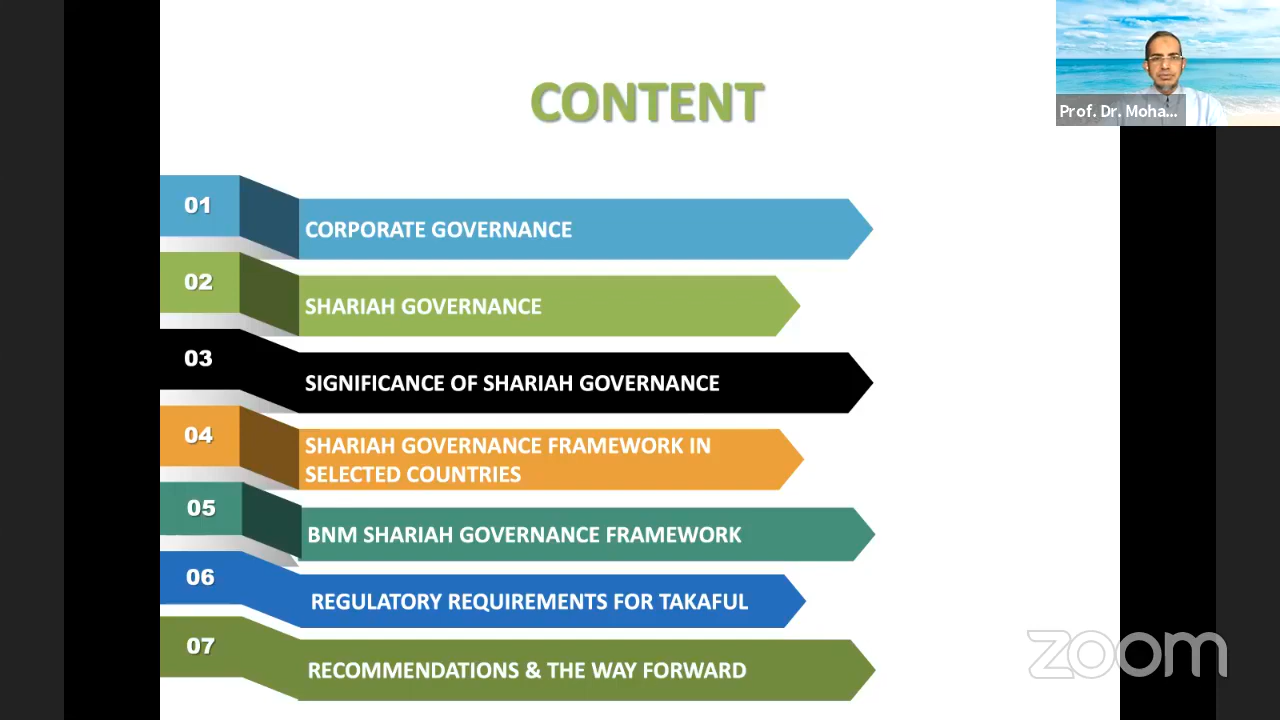 CONTENT
Prof. Dr. Moha...
01
CORPORATE GOVERNANCE
02
SHARIAH GOVERNANCE
03
SIGNIFICANCE OF SHARIAH GOVERNANCE
04
SHARIAH GOVERNANCE FRAMEWORK IN
SELECTED COUNTRIES
05
BNM SHARIAH GOVERNANCE FRAMEWORK
06
REGULATORY REQUIREMENTS FOR TAKAFUL
07
RECOMMENDATIONS & THE WAY FORWARD
zoom